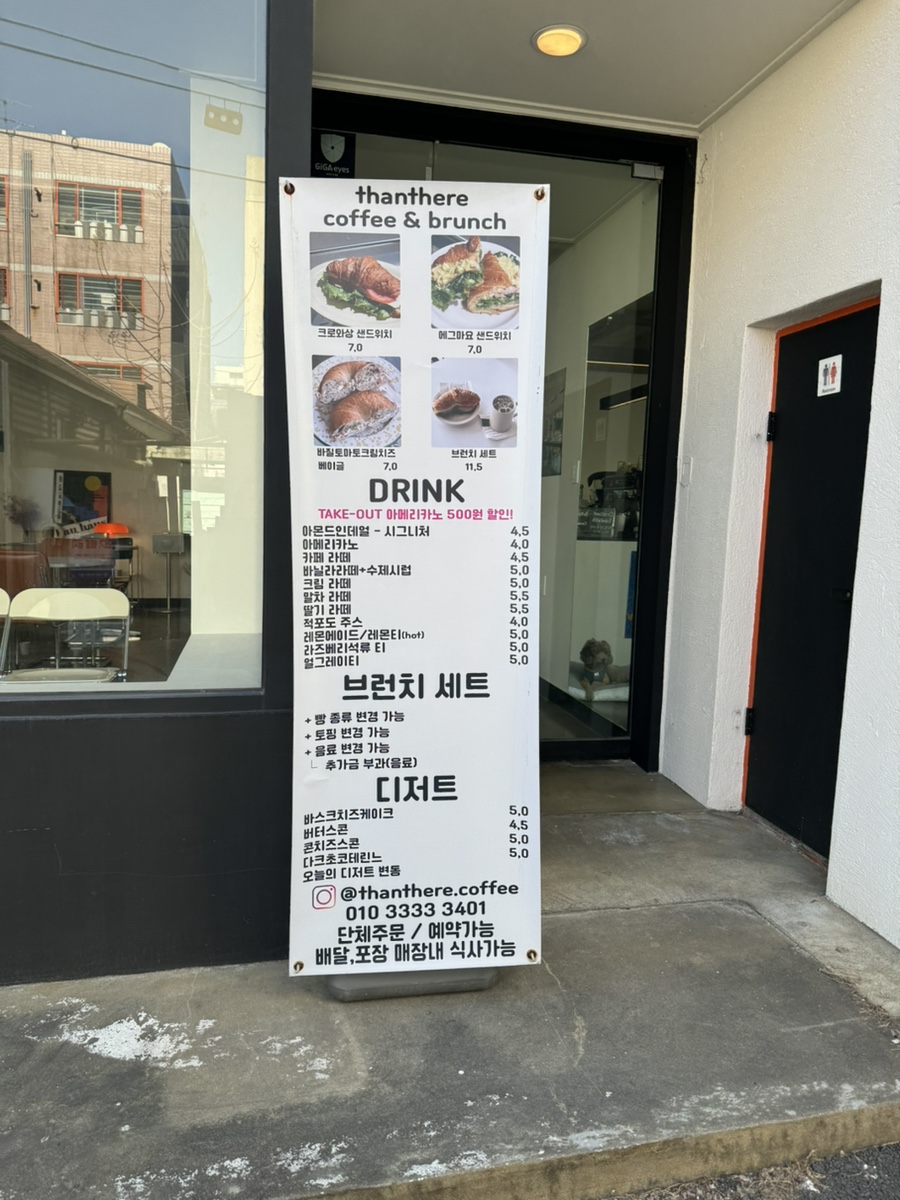 GIGA eyes
thanthere
coffee & brunch
크로와상 샌드위치
7,0
에그마요 샌드위치
7,0
바질토마토크림치즈
베이글 7,0
브런치 세트
11,5
DRINK
TAKE-OUT 아메리카노 500원 할인!
아몬드인데얼 - 시그니처 4,5
아메리카노 4,0
카페 라떼 4,5
바닐라라떼+수제시럽 5,0
크림 라떼 5,0
말차 라떼 5,5
딸기 라떼 5,5
적포도 주스 4,0
레몬에이드/레몬티(hot) 5,0
라즈베리석류 티 5,0
얼그레이티 5,0
브런치 세트
+ 빵 종류 변경 가능
+ 토핑 변경 가능
+ 음료 변경 가능
ㄴ 추가금 부과(음료)
디저트
바스크치즈케이크 5,0
버터스콘 4,5
콘치즈스콘 5,0
다크초코테린느 5,0
오늘의 디저트 변동
@thanthere.coffee
010 3333 3401
단체주문 / 예약가능
배달,포장 매장내 식사가능